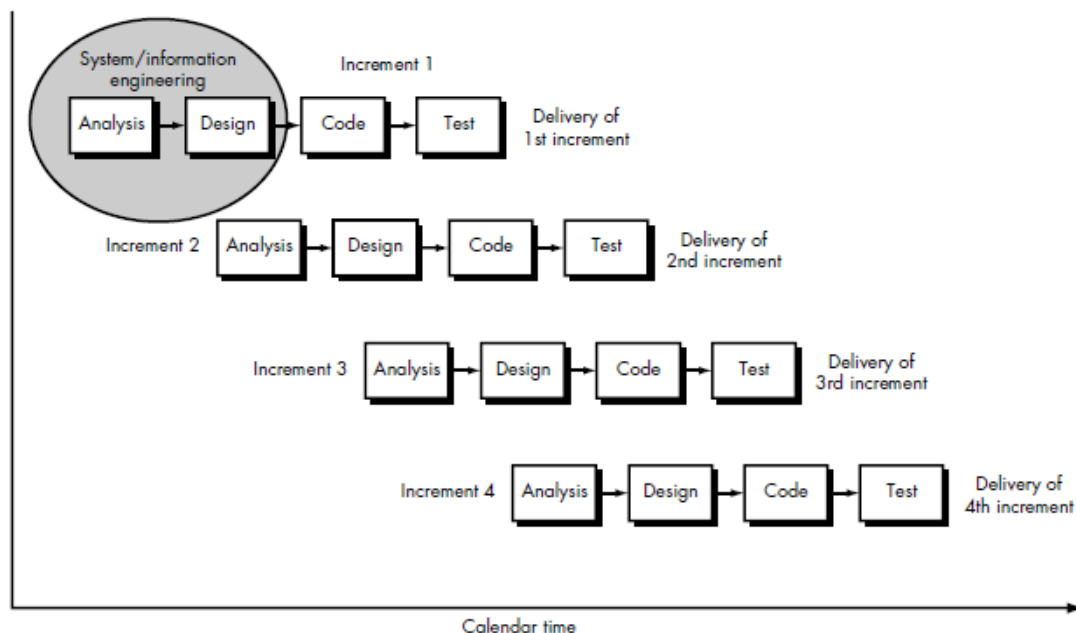 System/information
engineering
Increment 1
Analysis
Design
Code
Test
Delivery of
1st increment
Increment 2
Analysis
Design
Code
Test
Delivery of
2nd increment
Increment 3
Analysis
Design
Code
Test
Delivery of
3rd increment
Increment 4
Analysis
Design
Code
Test
Delivery of
4th increment
Calendar time